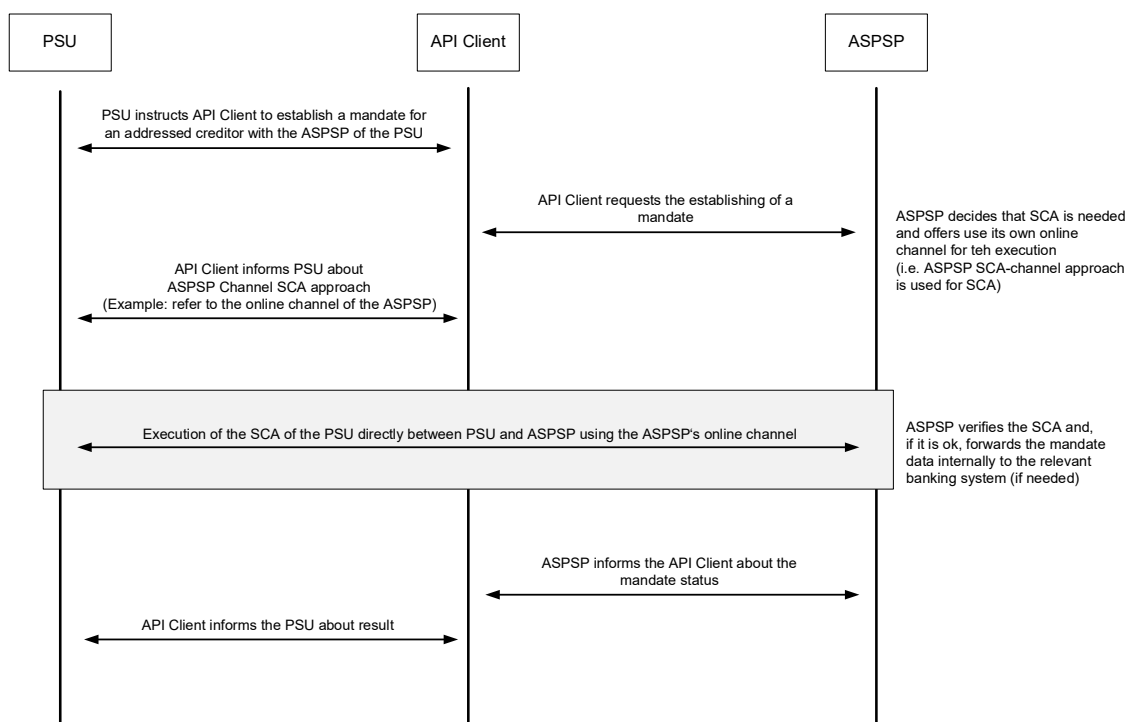 PSU
API Client
ASPSP
PSU instructs API Client to establish a mandate for
an addressed creditor with the ASPSP of the PSU
API Client requests the establishing of a
mandate
ASPSP decides that SCA is needed
and offers use its own online
channel for teh execution
(i.e. ASPSP SCA-channel approach
is used for SCA)
API Client informs PSU about
ASPSP Channel SCA approach
(Example: refer to the online channel of the ASPSP)
Execution of the SCA of the PSU directly between PSU and ASPSP using the ASPSP‘s online channel
ASPSP verifies the SCA and,
if it is ok, forwards the mandate
data internally to the relevant
banking system (if needed)
ASPSP informs the API Client about the
mandate status
API Client informs the PSU about result